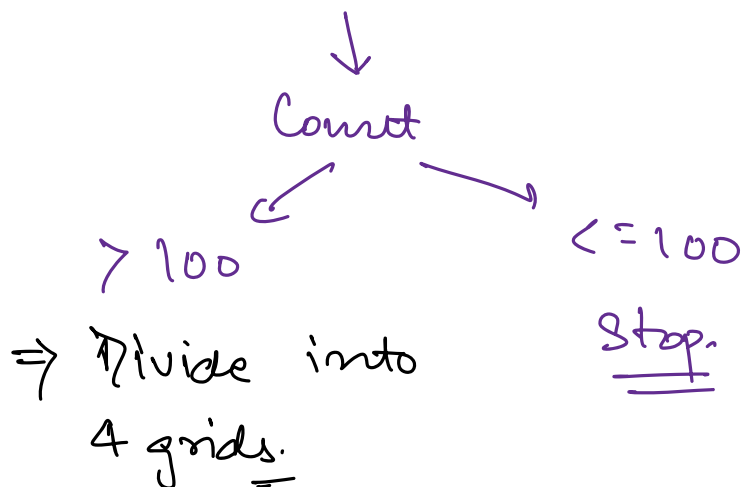 Count
> 100
<= 100
⇒ Divide into
4 grids.
Stop.